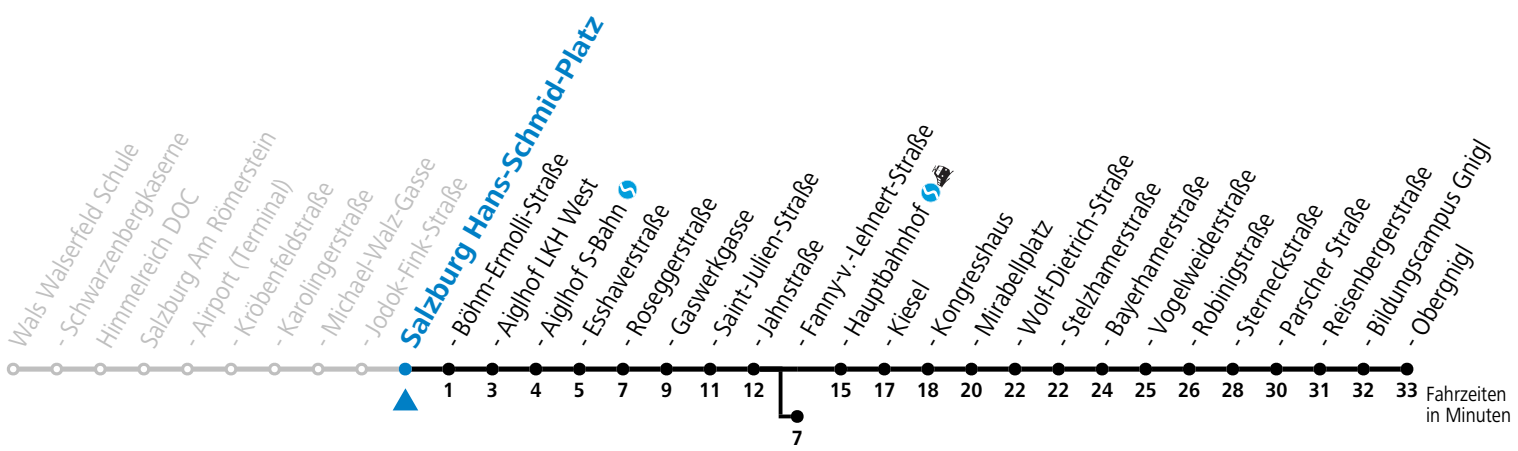 Wals Walserfeld Schule
- Schwarzenbergkaserne
Himmelreich DOC
Salzburg Am Römerstein
- Airport (Terminal)
- Kröbenfeldstraße
- Karolingerstraße
- Michael-Walz-Gasse
- Jodok-Fink-Straße
Salzburg Hans-Schmid-Platz
- Böhm-Ermolli-Straße
- Aiglhof LKH West
- Aiglhof S-Bahn
- Esshaverstraße
- Roseggerstraße
- Gaswerkgasse
- Saint-Julien-Straße
- Jahnstraße
- Fanny-v.-Lehnert-Straße
- Hauptbahnhof
- Kiesel
- Kongresshaus
- Mirabellplatz
- Wolf-Dietrich-Straße
- Stelzhamerstraße
- Bayerhamerstraße
- Vogelweiderstraße
- Robinigstraße
- Sterneckstraße
- Parscher Straße
- Reisenbergerstraße
- Bildungscampus Gnigl
- Obergnigl
1 3 4 5 7 9 11 12 15 17 18 20 22 22 24 25 26 28 30 31 32 33
Fahrzeiten
in Minuten
7